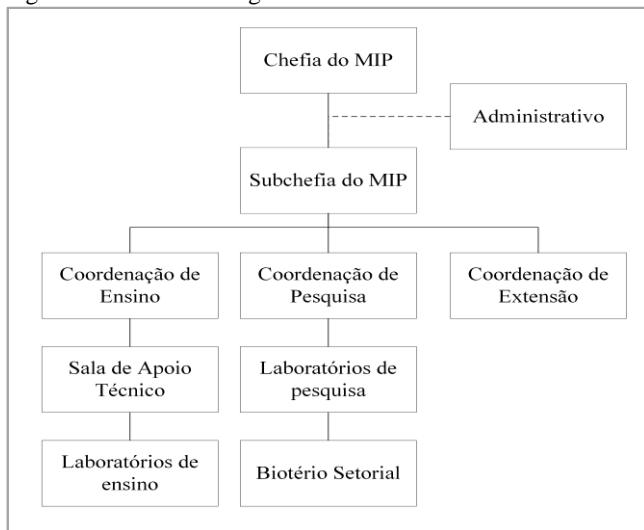 Chefia do MIP
Administrativo
Subchefia do MIP
Coordenação de
Ensino
Coordenação de
Pesquisa
Coordenação de
Extensão
Sala de Apoio
Técnico
Laboratórios de
pesquisa
Laboratórios de
ensino
Biotério Setorial